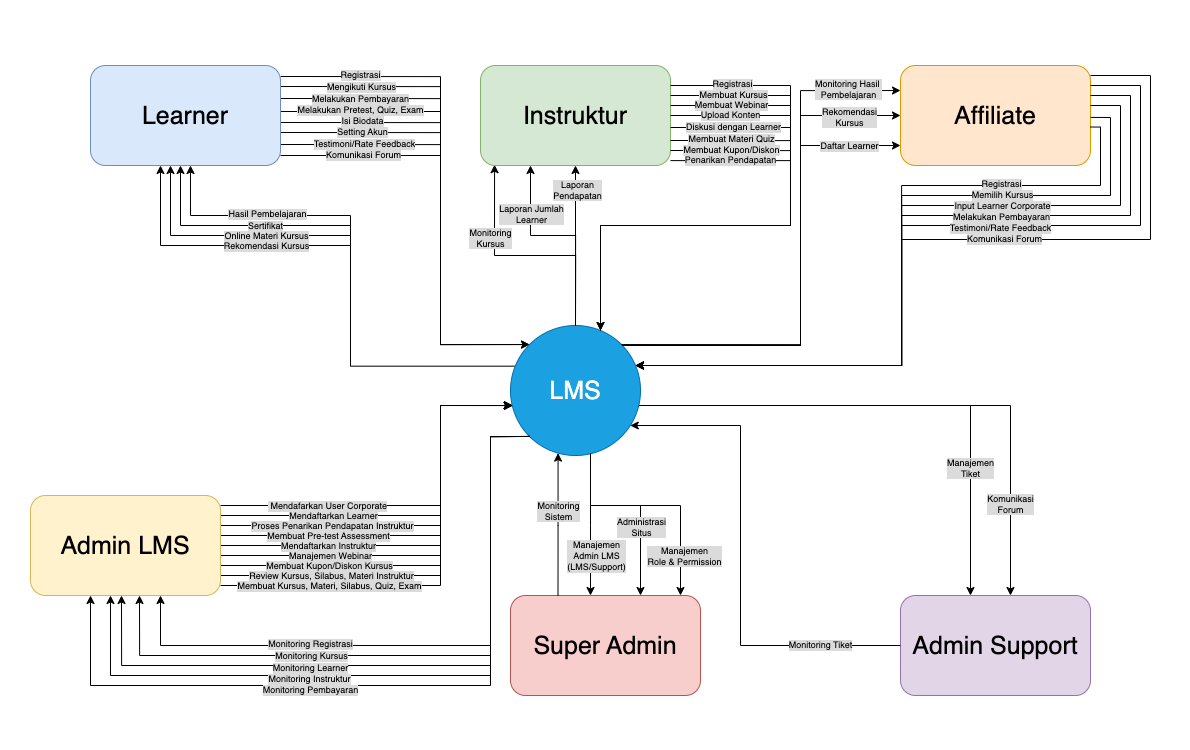 Learner
Registrasi
Mengikuti Kursus
Melakukan Pembayaran
Melakukan Pretest, Quiz, Exam
Isi Biodata
Setting Akun
Testimoni/Rate Feedback
Komunikasi Forum
Hasil Pembelajaran
Sertifikat
Online Materi Kursus
Rekomendasi Kursus
Instruktur
Registrasi
Membuat Kursus
Membuat Webinar
Upload Konten
Diskusi dengan Learner
Membuat Materi Quiz
Membuat Kupon/Diskon
Penarikan Pendapatan
Laporan
Pendapatan
Laporan Jumlah
Learner
Monitoring
Kursus
Monitoring Hasil
Pembelajaran
Rekomendasi
Kursus
Daftar Learner
Affiliate
Registrasi
Memilih Kursus
Input Learner Corporate
Melakukan Pembayaran
Testimoni/Rate Feedback
Komunikasi Forum
LMS
Admin LMS
Mendafarkan User Corporate
Mendaftarkan Learner
Proses Penarikan Pendapatan Instruktur
Membuat Pre-test Assessment
Mendaftarkan Instruktur
Manajemen Webinar
Membuat Kupon/Diskon Kursus
Review Kursus, Silabus, Materi Instruktur
Membuat Kursus, Materi, Silabus, Quiz, Exam
Monitoring Registrasi
Monitoring Kursus
Monitoring Learner
Monitoring Instruktur
Monitoring Pembayaran
Monitoring
Sistem
Manajemen
Admin LMS
(LMS/Support)
Administrasi
Situs
Manajemen
Role & Permission
Super Admin
Manajemen
Tiket
Komunikasi
Forum
Monitoring Tiket
Admin Support